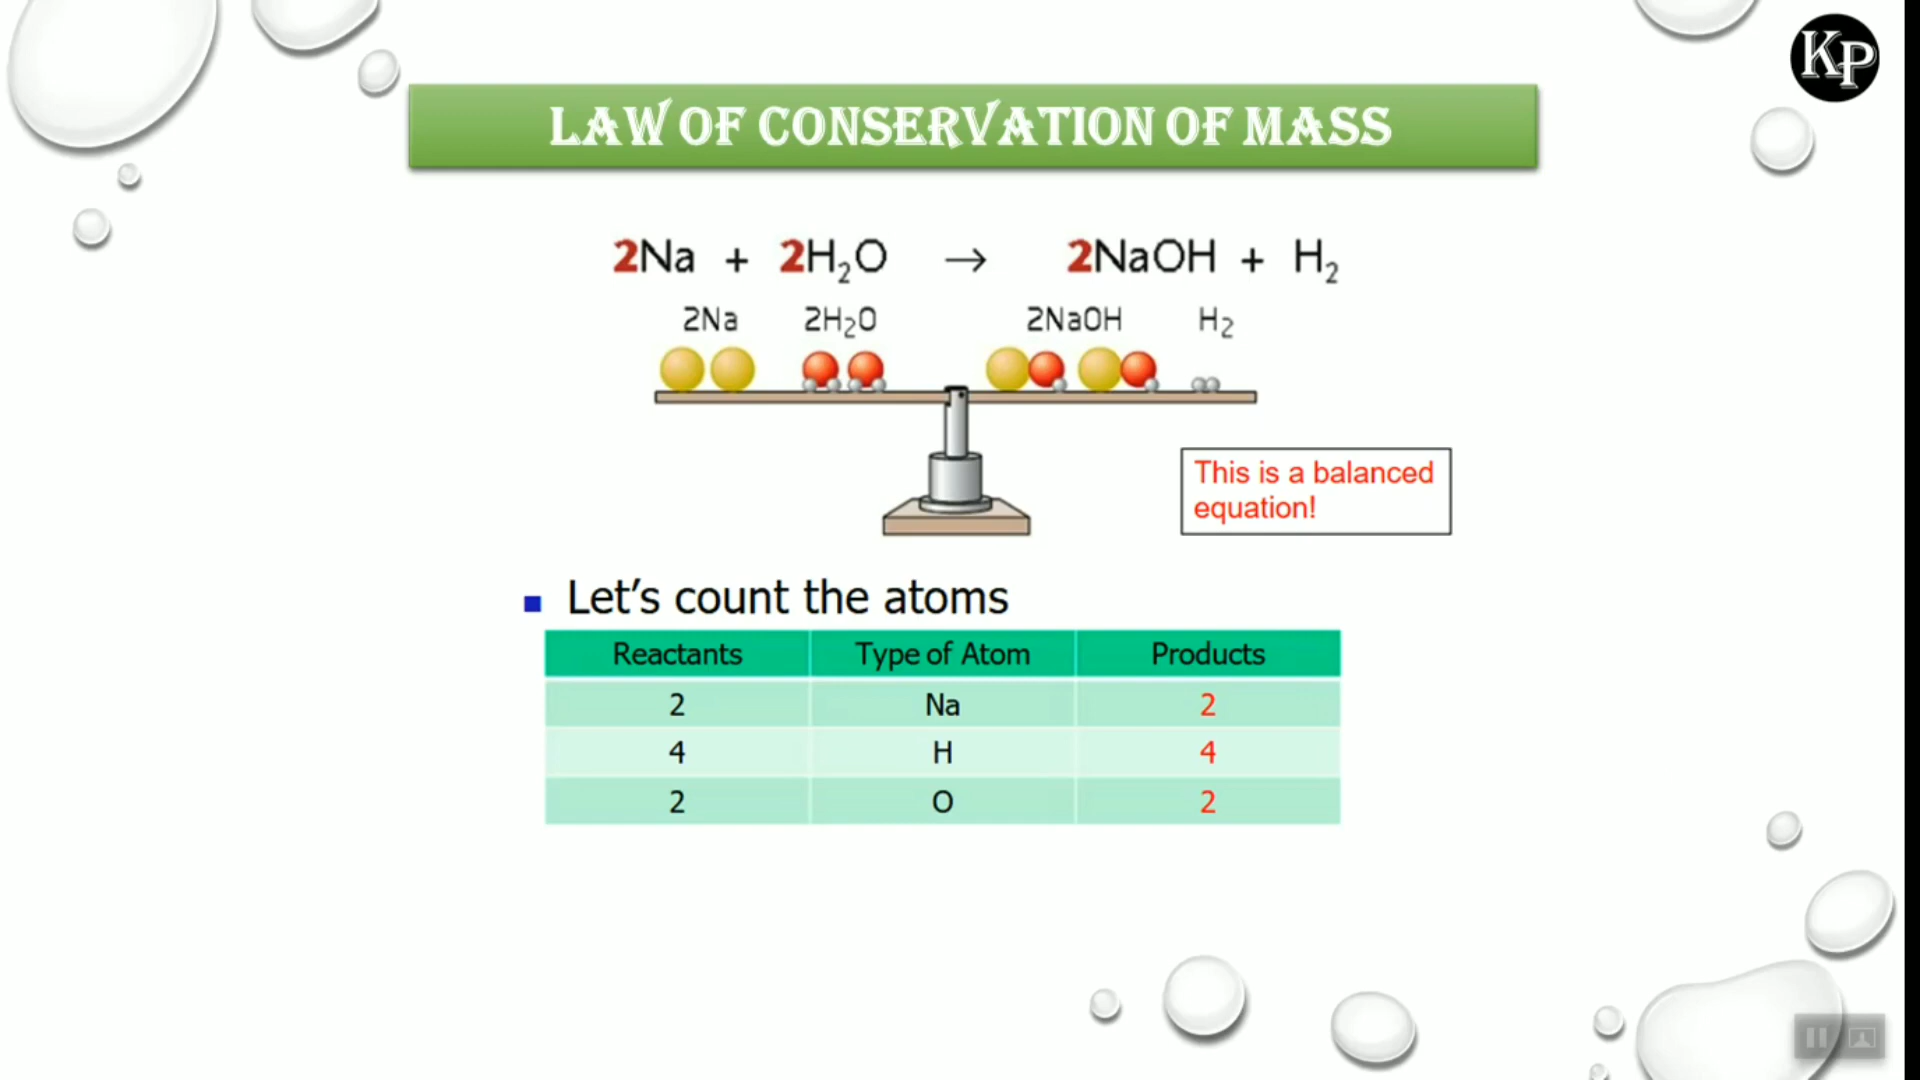 KP
LAW OF CONSERVATION OF MASS
2Na + 2H₂O → 2NaOH + H₂
2Na 2H₂O 2NaOH H₂
This is a balanced
equation!
Let’s count the atoms
Reactants Type of Atom Products
2 Na 2
4 H 4
2 O 2